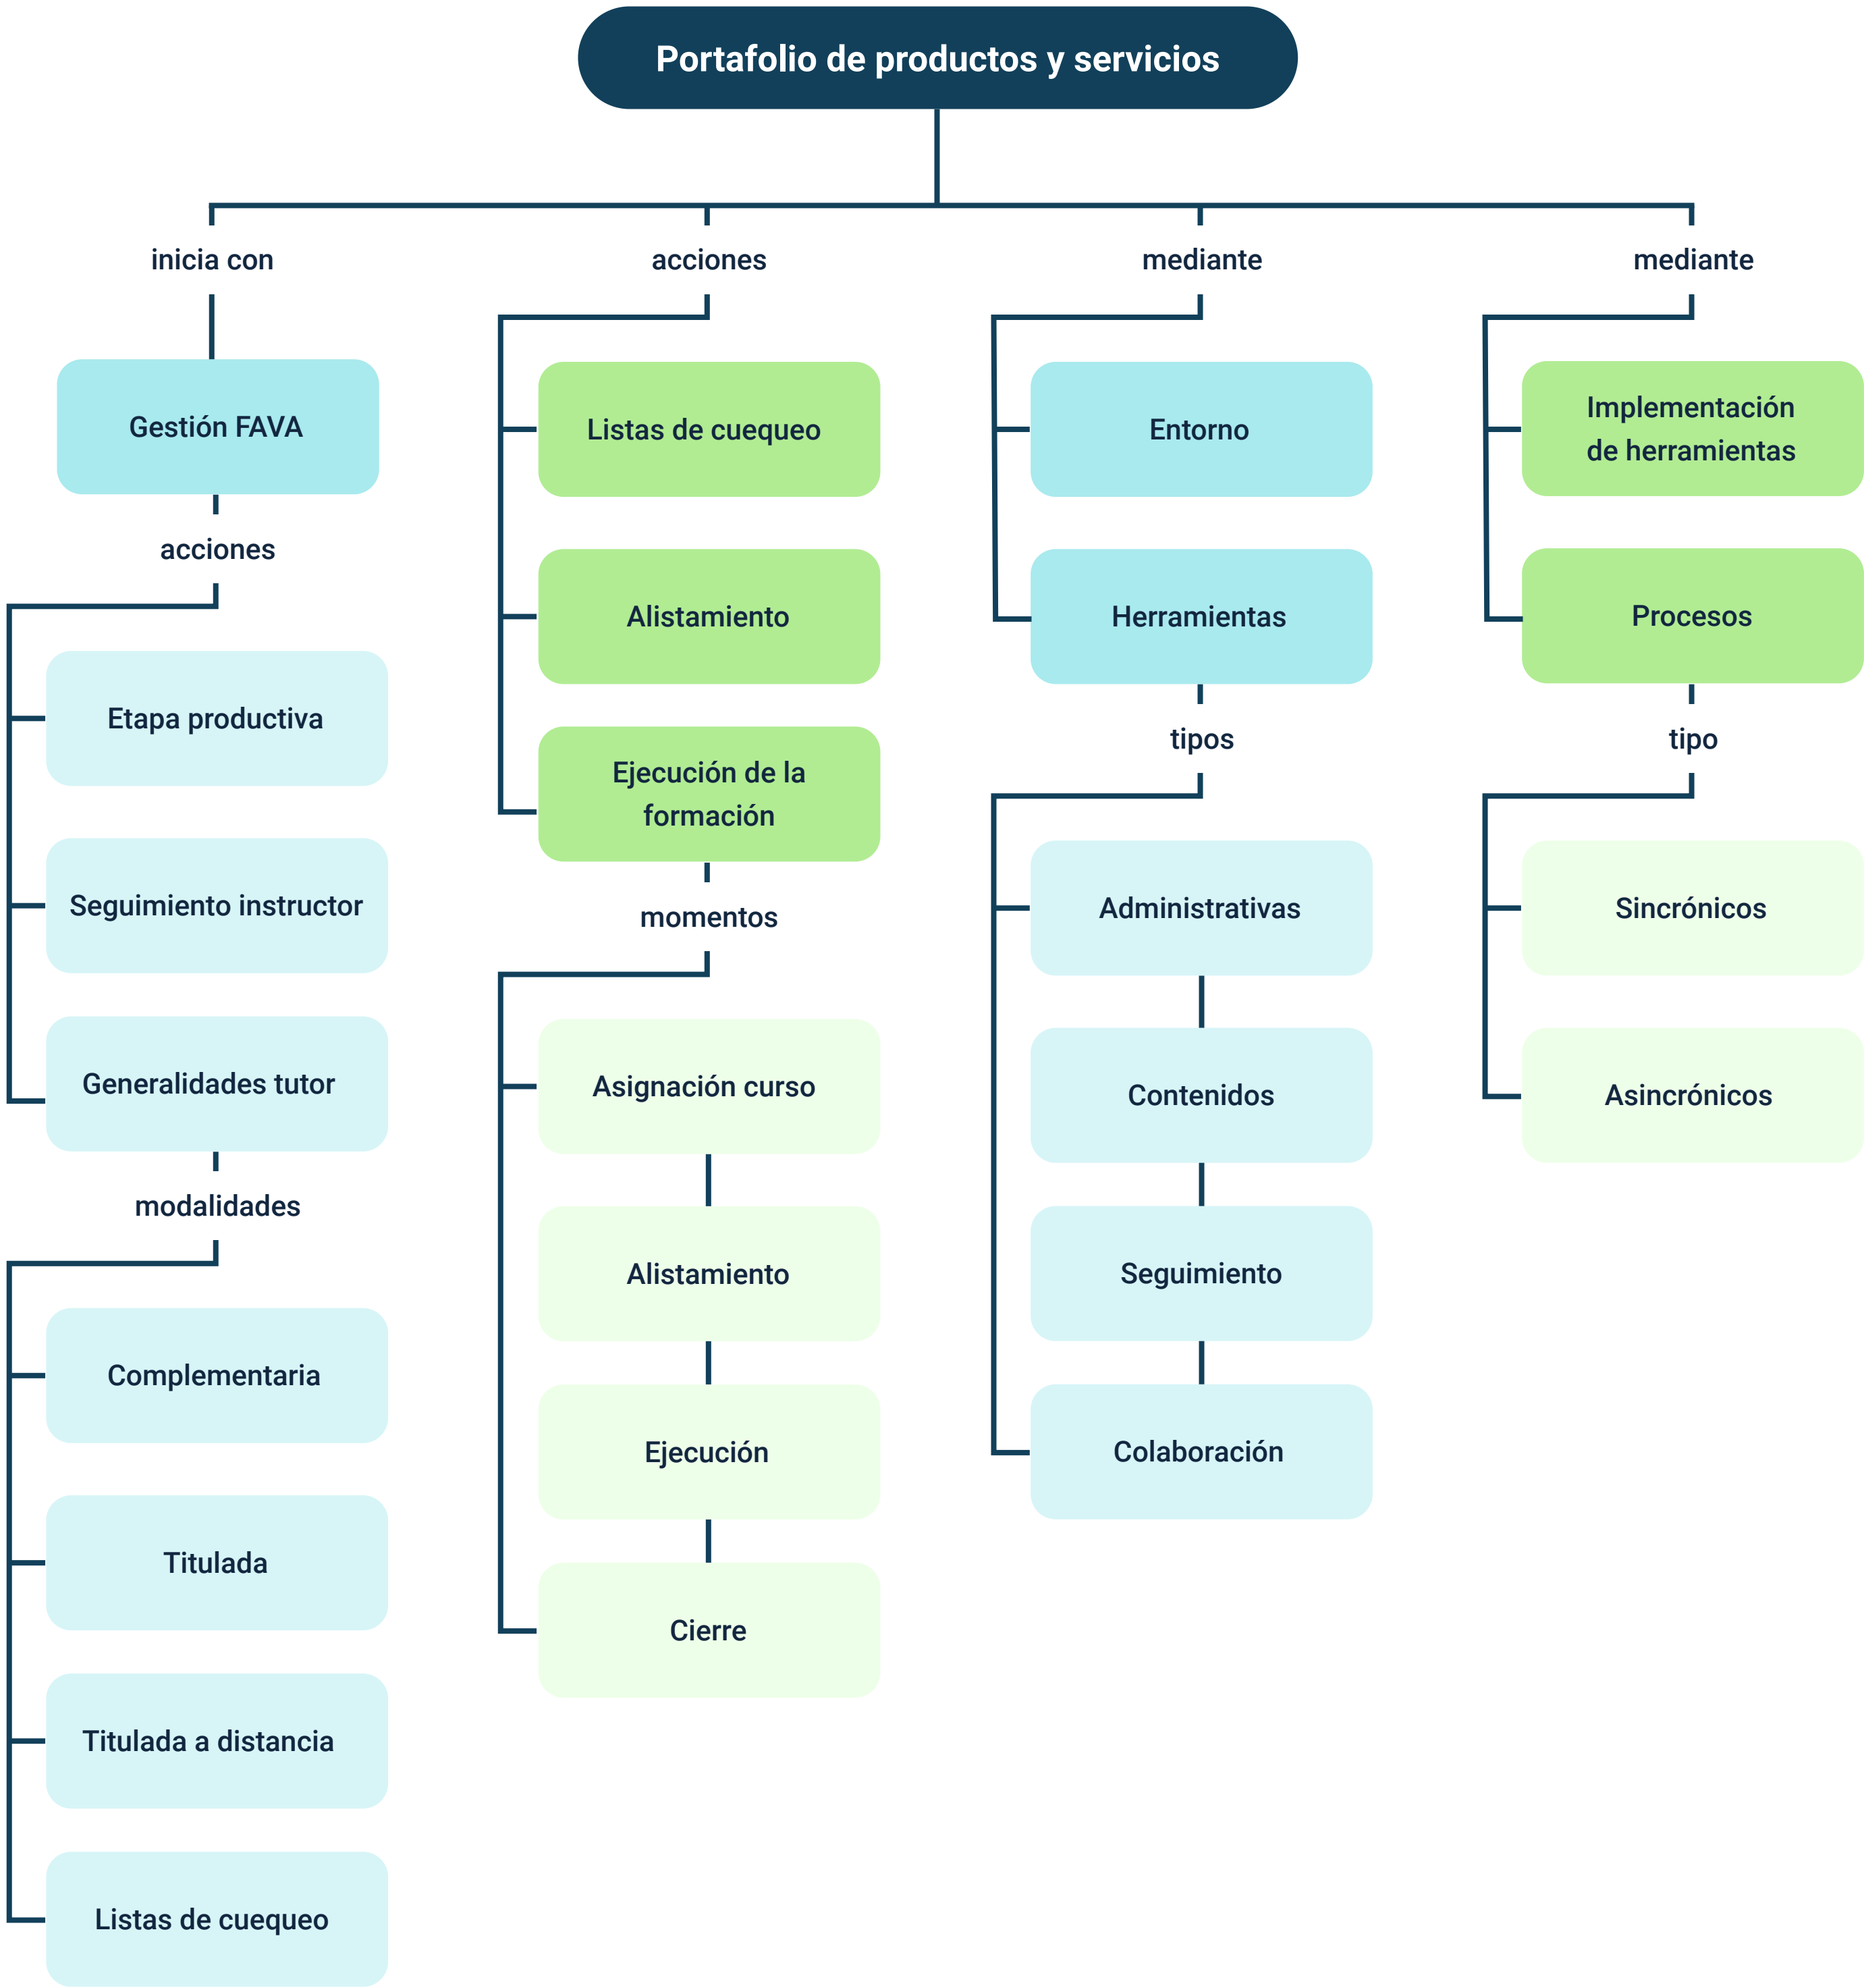 Portafolio de productos y servicios
inicia con
Gestión FAVA
acciones
Etapa productiva
Seguimiento instructor
Generalidades tutor
modalidades
Complementaria
Titulada
Titulada a distancia
Listas de cuequeo
acciones
Listas de cuequeo
Alistamiento
Ejecución de la
formación
momentos
Asignación curso
Alistamiento
Ejecución
Cierre
mediante
Entorno
Herramientas
tipos
Administrativas
Contenidos
Seguimiento
Colaboración
mediante
Implementación
de herramientas
Procesos
tipo
Sincrónicos
Asincrónicos